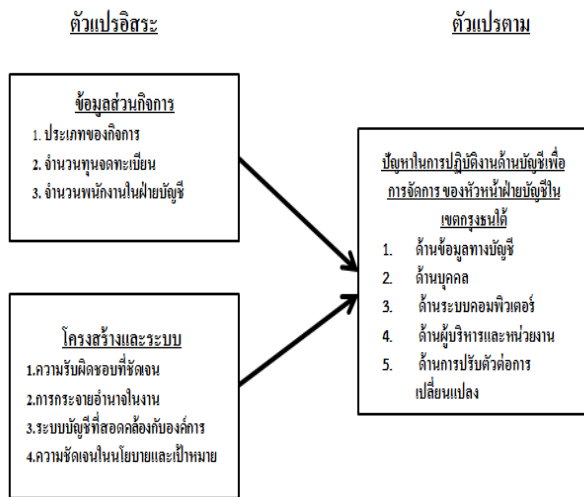 ตัวแปรอิสระ
ตัวแปรตาม
ข้อมูลส่วนกิจการ
1. ประเภทของกิจการ
2. จำนวนทุนจดทะเบียน
3. จำนวนพนักงานในฝ่ายบัญชี
โครงสร้างและระบบ
1.ความรับผิดชอบที่ชัดเจน
2.การกระจายอำนาจในงาน
3.ระบบบัญชีที่สอดคล้องกับองค์การ
4.ความชัดเจนในนโยบายและเป้าหมาย
ปัญหาในการปฏิบัติงานด้านบัญชีเพื่อ
การจัดการ ของหัวหน้าฝ่ายบัญชีใน
เขตกรุงธนใต้
1. ด้านข้อมูลทางบัญชี
2. ด้านบุคคล
3. ด้านระบบคอมพิวเตอร์
4. ด้านผู้บริหารและหน่วยงาน
5. ด้านการปรับตัวต่อการ
เปลี่ยนแปลง